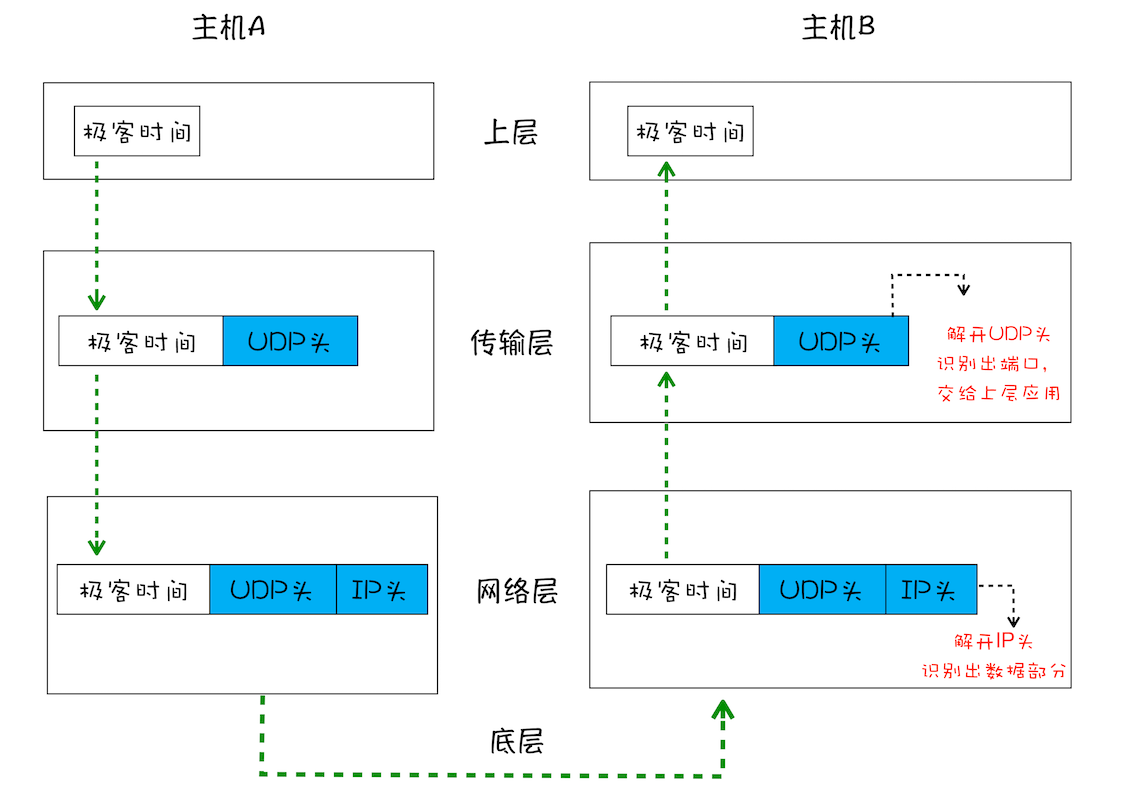 主机A
主机B
极客时间
上层
极客时间
极客时间
UDP头
传输层
极客时间
UDP头
解开UDP头
识别出端口，
交给上层应用
极客时间
UDP头
IP头
网络层
极客时间
UDP头
IP头
解开IP头
识别出数据部分
底层